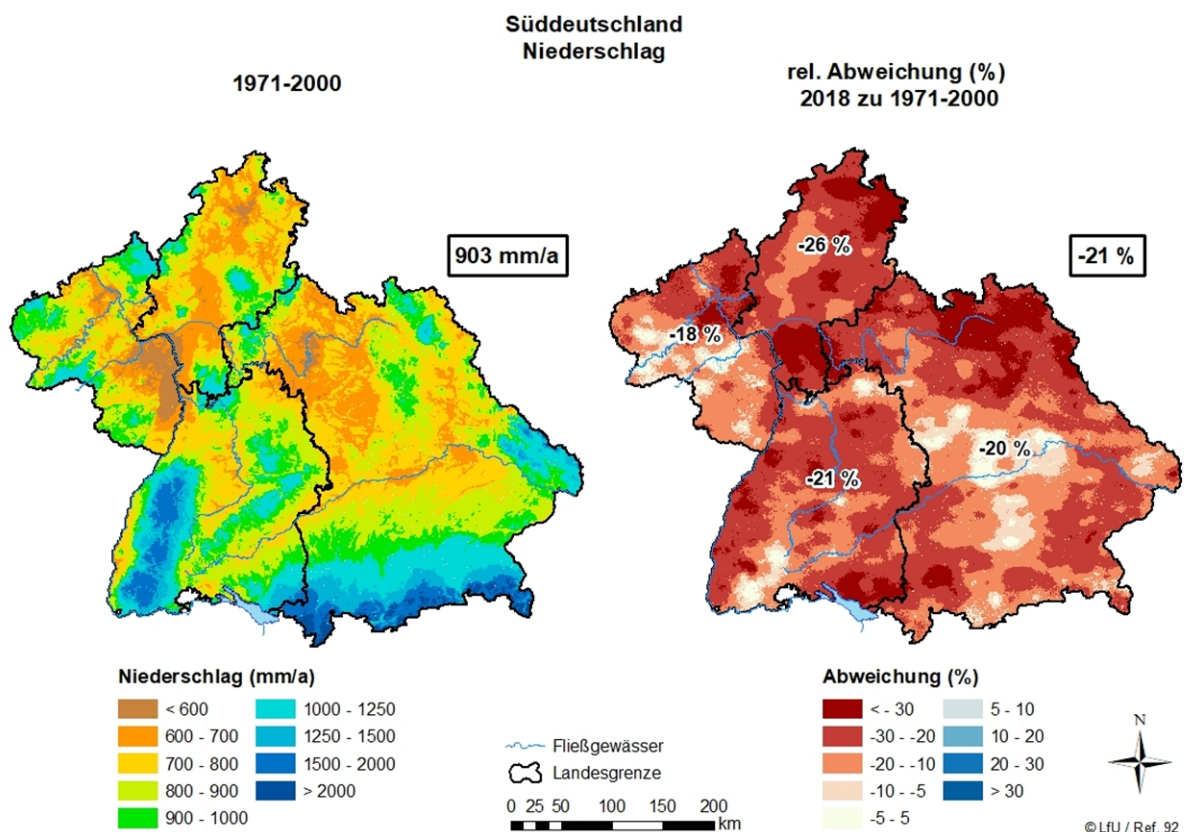 Süddeutschland
Niederschlag
1971-2000
rel. Abweichung (%)
2018 zu 1971-2000
903 mm/a
-26 %
-21 %
-18 %
-20 %
-21 %
Niederschlag (mm/a)
< 600
600 - 700
700 - 800
800 - 900
900 - 1000
1000 - 1250
1250 - 1500
1500 - 2000
> 2000
Fließgewässer
Landesgrenze
0 25 50 100 150 200
km
Abweichung (%)
< - 30
-30 - -20
-20 - -10
-10 - -5
-5 - 5
5 - 10
10 - 20
20 - 30
> 30
N
© LfU / Ref. 92